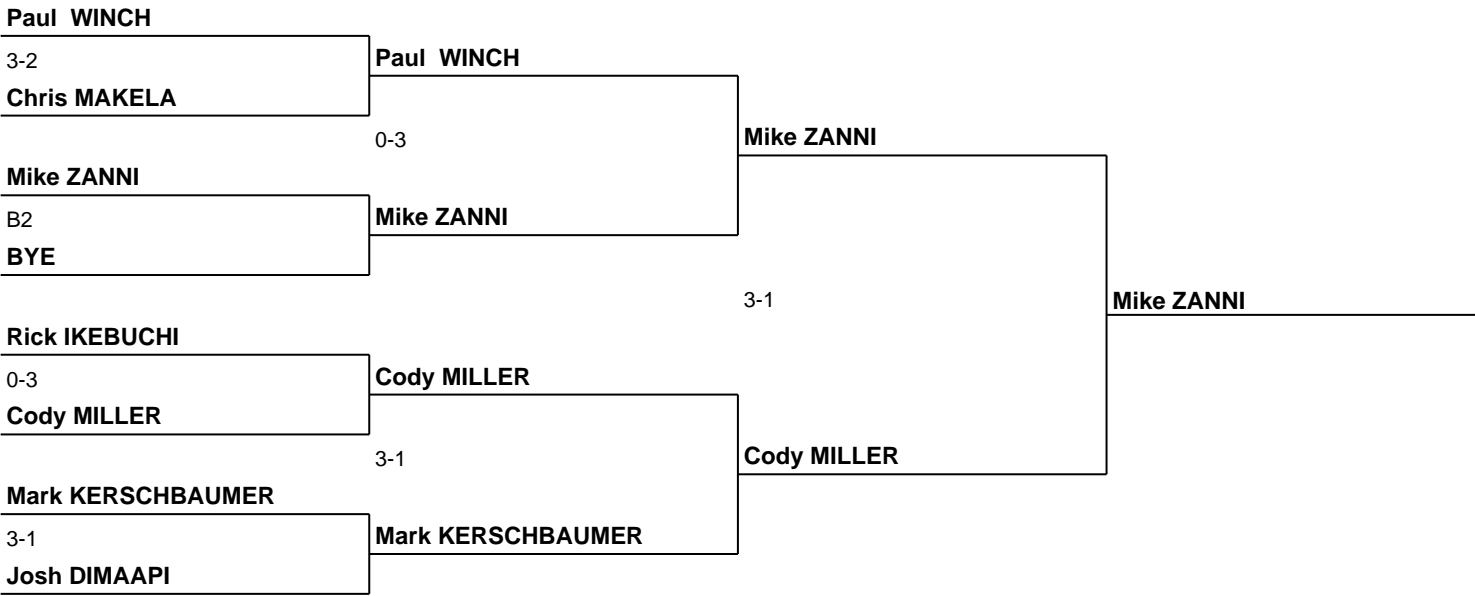 Paul WINCH
3-2
Paul WINCH
Chris MAKELA
0-3
Mike ZANNI
Mike ZANNI
B2
Mike ZANNI
BYE
3-1
Mike ZANNI
Rick IKEBUCHI
0-3
Cody MILLER
Cody MILLER
3-1
Cody MILLER
Mark KERSCHBAUMER
3-1
Mark KERSCHBAUMER
Josh DIMAAPI